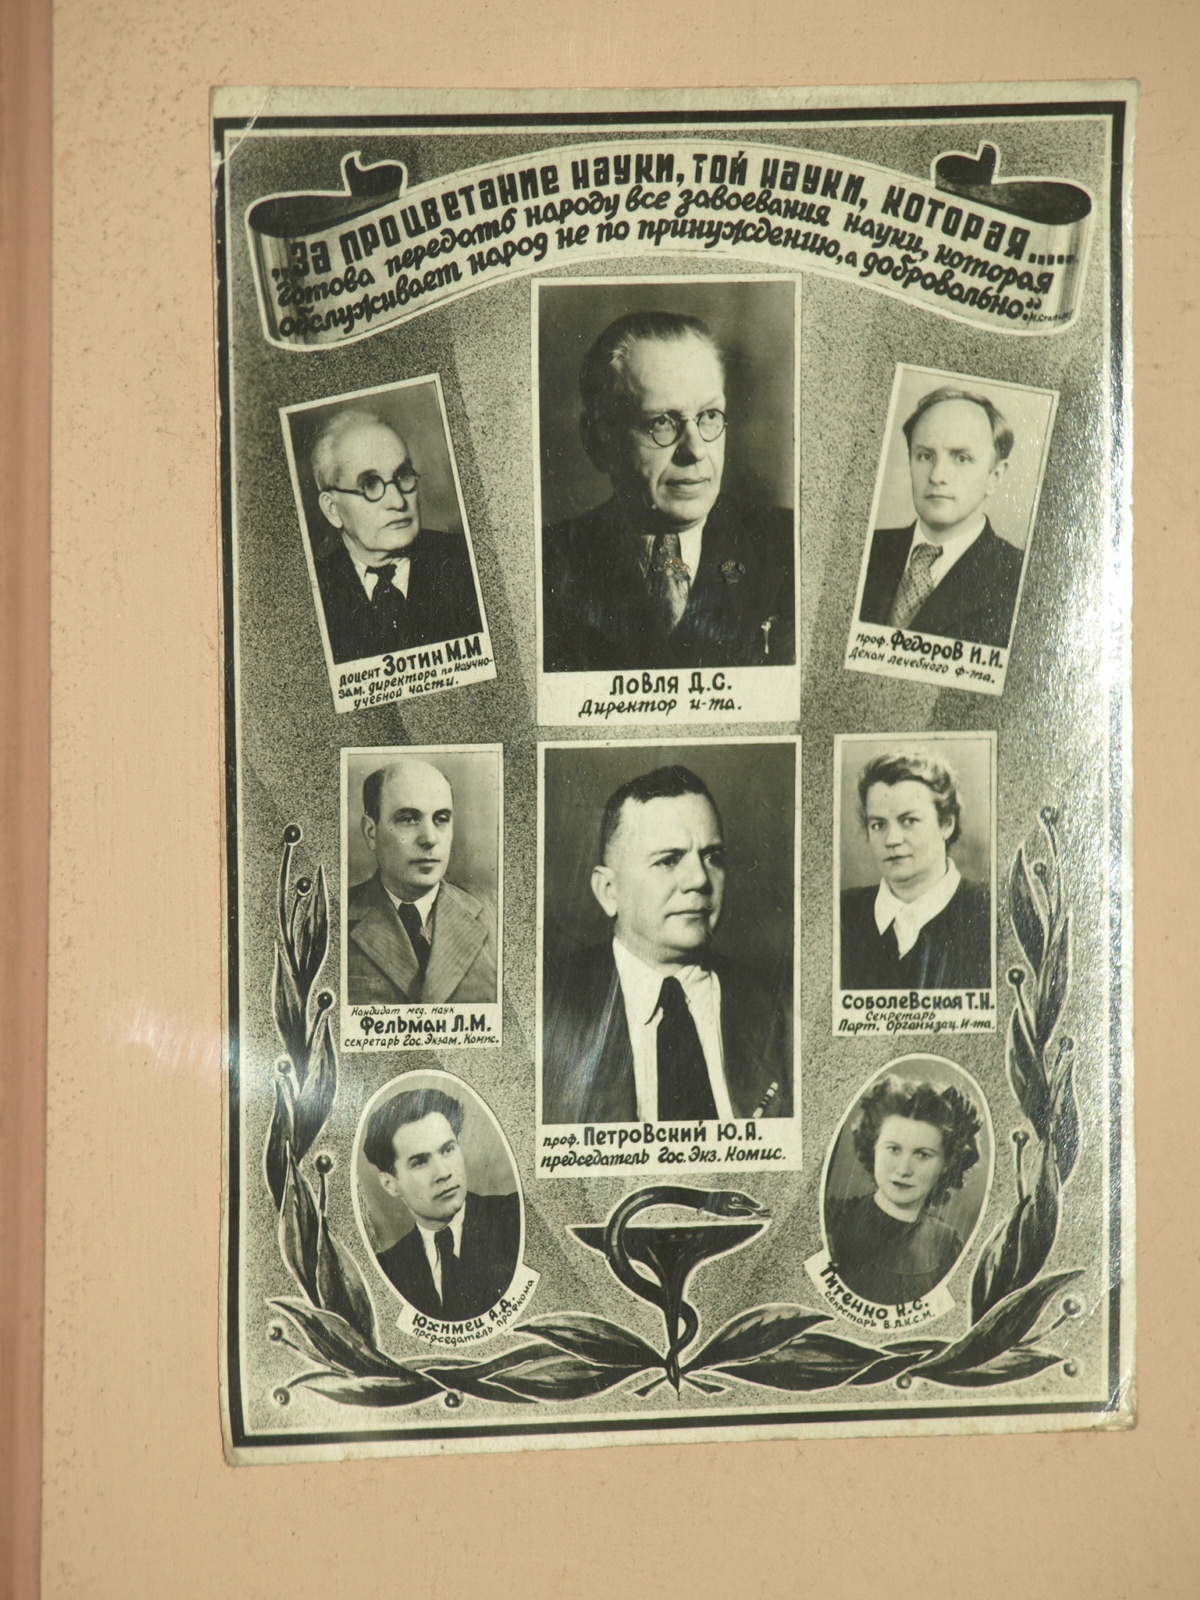 „За процветание науки, той науки, которая.....
готова передать народу все завоевания науки, которая
обслуживает народ не по принуждению, а добровольно.“
И. Сталин
доцент Зотин М.М
зам. директора по научно-
учебной части.
Ловля Д.С.
Директор и-та.
проф. Федоров И.И.
Декан лечебного ф-та.
Кандидат мед. наук
Фельман Л.М.
секретарь Гос. Экзам. Комис.
проф. Петровский Ю.А.
председатель Гос. Экз. Комис.
Соболевская Т.Н.
Секретарь
Парт. Организац. И-та.
Юхимец А.Д.
председатель профкома
Титенко К.С.
секретарь В.Л.К.С.М.